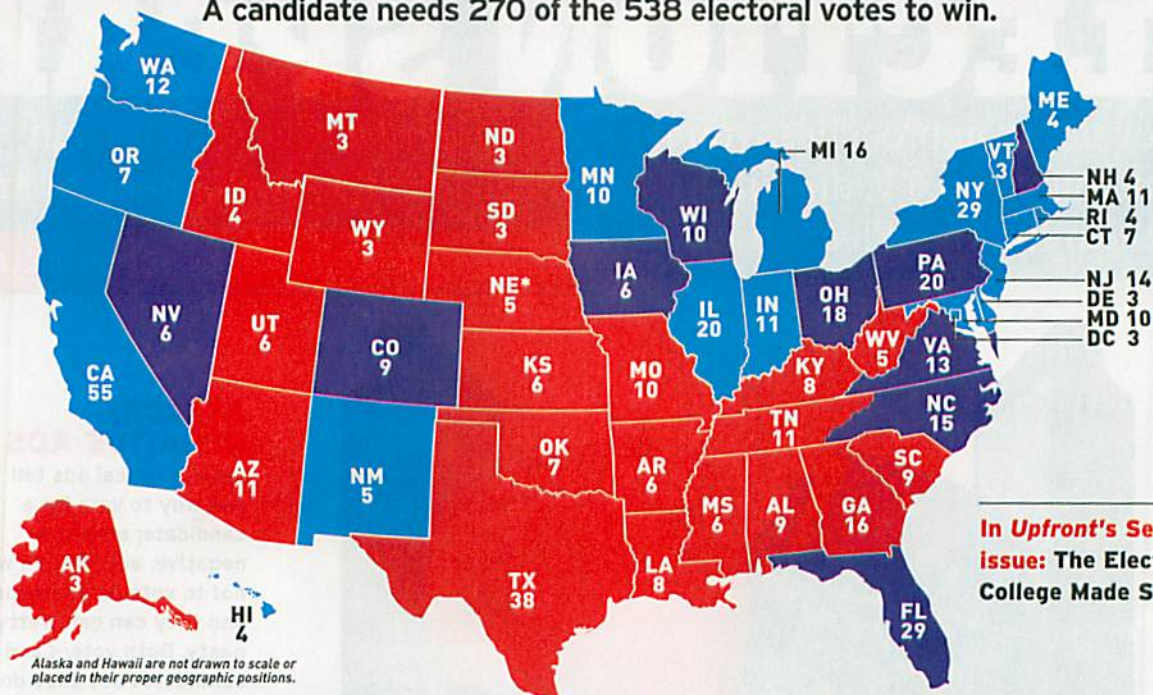 A candidate needs 270 of the 538 electoral votes to win.
WA
12
OR
7
CA
55
NV
6
ID
4
MT
3
WY
3
UT
6
CO
9
AZ
11
NM
5
ND
3
SD
3
NE*
5
KS
6
OK
7
TX
38
MN
10
IA
6
MO
10
AR
6
LA
8
WI
10
IL
20
MI 16
IN
11
OH
18
KY
8
TN
11
MS
6
AL
9
GA
16
FL
29
SC
9
NC
15
VA
13
WV
5
PA
20
NY
29
VT
3
ME
4
NH 4
MA 11
RI 4
CT 7
NJ 14
DE 3
MD 10
DC 3
AK
3
HI
4
Alaska and Hawaii are not drawn to scale or
placed in their proper geographic positions.
In Upfront's Se
issue: The Elec
College Made S